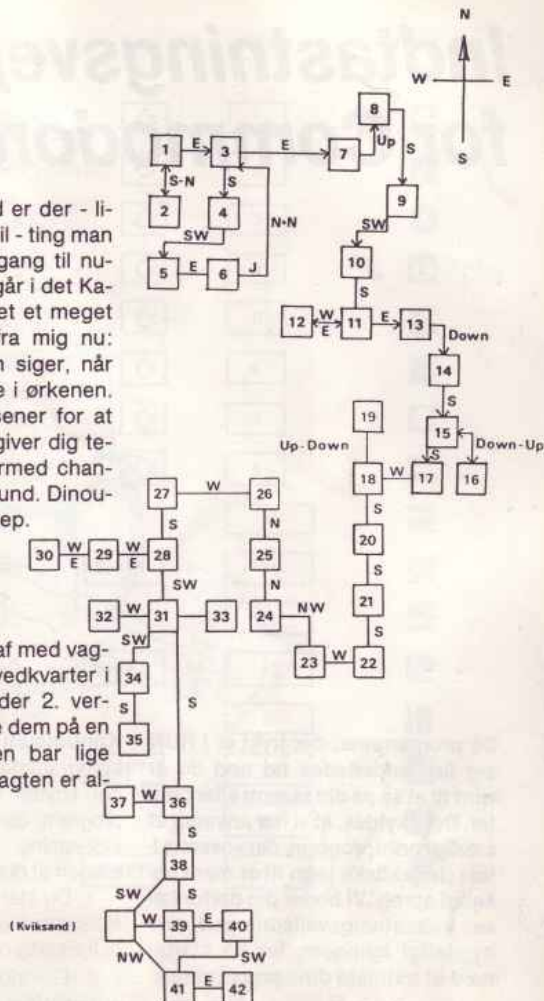 N
W E
S
8
Up
S
1 E 3 E 7
S-N
S
9
2
4
N-N
SW
SW
10
5 E 6 J
S
12 W E 11 E 13
Down
14
S
15
Down-Up
S
19
Up-Down
18 W 17 16
S
20
S
21
S
27 W 26
S
N
30 W E 29 W E 28
25
SW
N
32 W 31 33
24 NW
SW
23 W 22
34
S
S
35
37 W 36
S
38
SW
S
(Kviksand) W 39 E 40
NW
SW
41 E 42
d er der - li-
il - ting man
gang til nu-
går i det Ka-
et et meget
fra mig nu:
n siger, når
e i ørkenen.
sener for at
giver dig te-
rmed chan-
und. Dinou-
ep.
af med vag-
vedkvarter i
der 2. ver-
e dem på en
en bar lige
agten er al-